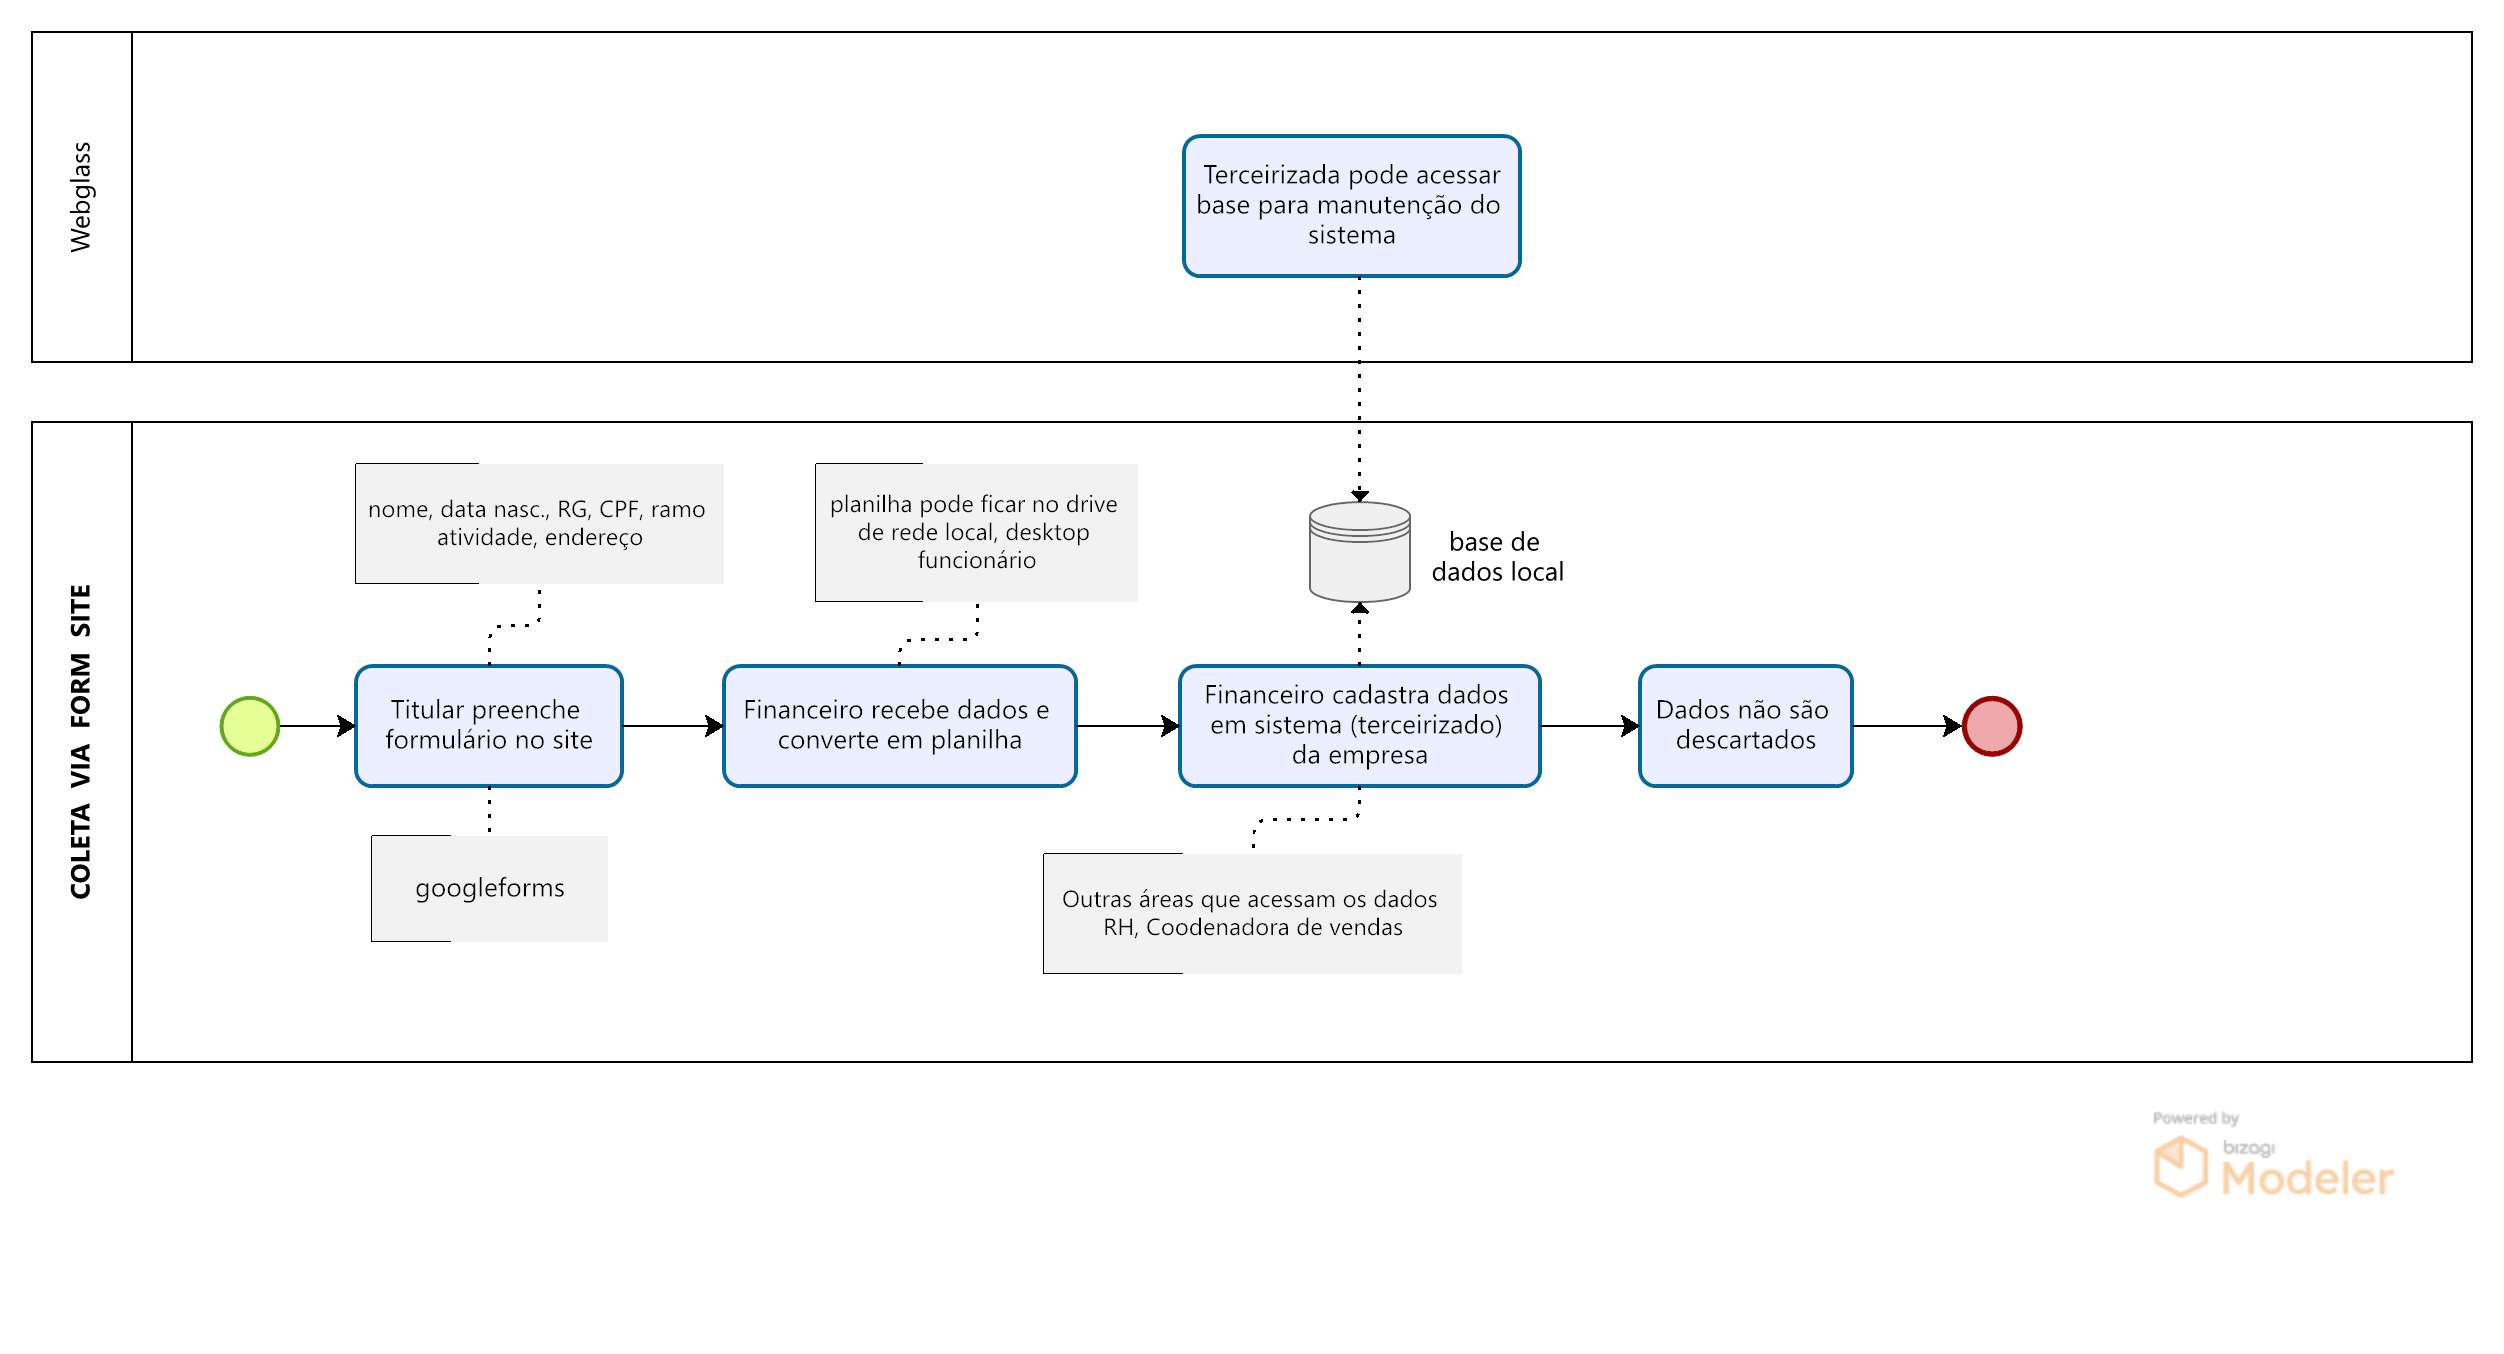 Webglass
Terceirizada pode acessar
base para manutenção do
sistema
COLETA VIA FORM SITE
nome, data nasc., RG, CPF, ramo
atividade, endereço
planilha pode ficar no drive
de rede local, desktop
funcionário
base de
dados local
Titular preenche
formulário no site
Financeiro recebe dados e
converte em planilha
Financeiro cadastra dados
em sistema (terceirizado)
da empresa
Dados não são
descartados
googleforms
Outras áreas que acessam os dados
RH, Coodenadora de vendas
Powered by
bizagi
Modeler